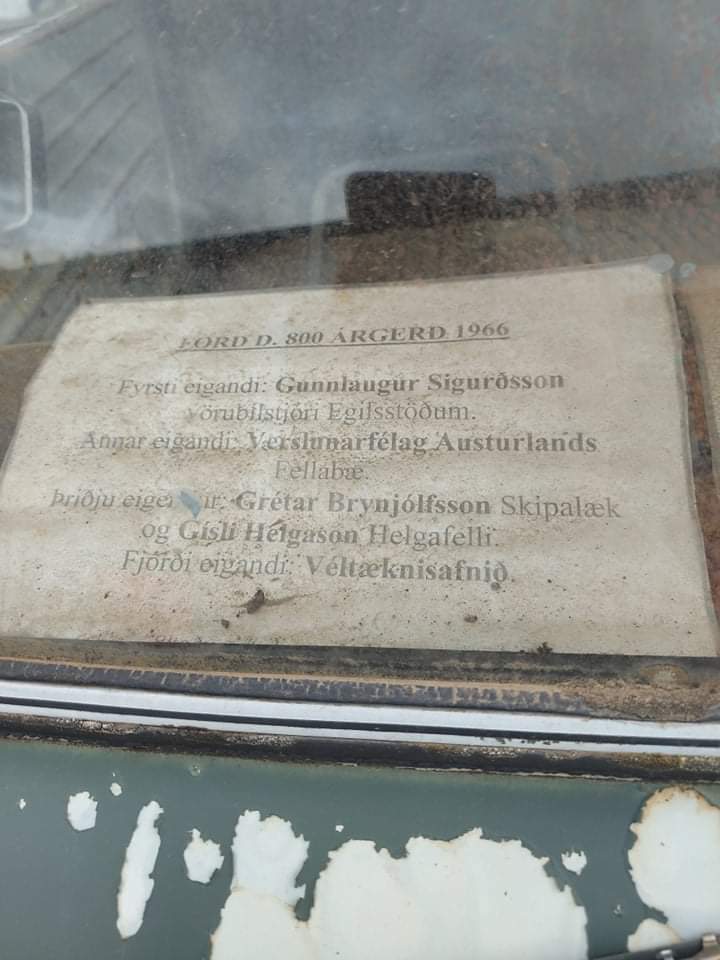 FORD D. 800 ÁRGERÐ 1966
Fyrsti eigandi: Gunnlaugur Sigurðsson
vörubílstjóri Egilsstöðum.
Annar eigandi: Verslunarfélag Austurlands
Fellabæ.
Þriðju Grétar Brynjólfsson Skipalæk
og Gísli Helgason Helgafelli.
Fjórði eigandi: Véltæknisafnið.